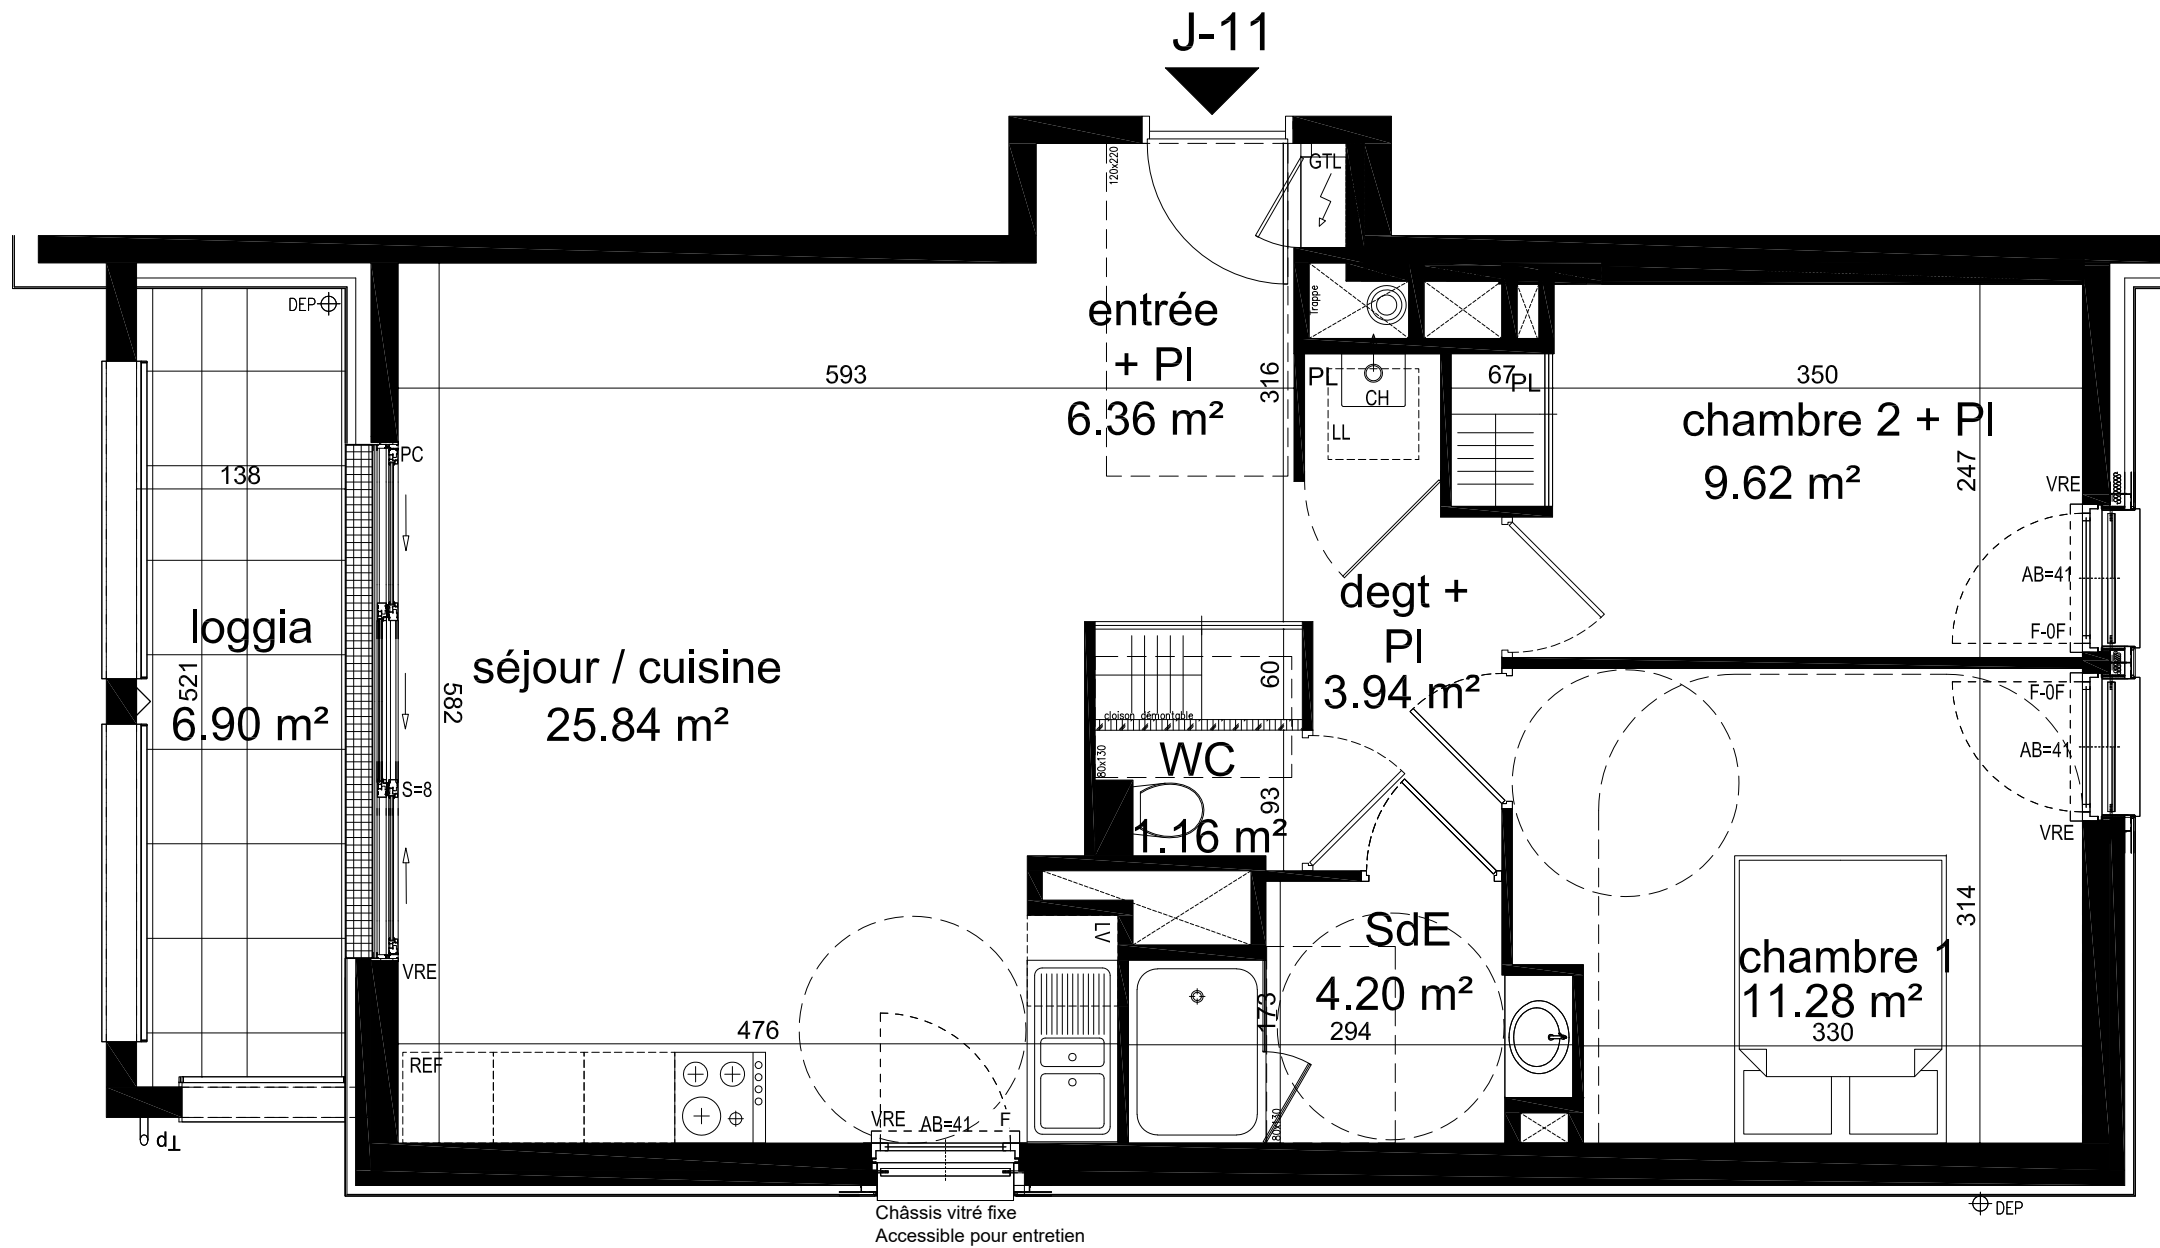 J-11
120x220
GTL
DEP
entrée
+ Pl
6.36 m²
316
Trappe
593
PL
CH
LL
67
PL
350
chambre 2 + Pl
9.62 m²
247
VRE
AB=41
F-0F
PC
138
loggia
521
6.90 m²
séjour / cuisine
25.84 m²
582
S=8
VRE
degt +
Pl
3.94 m²
60
cloison démontable
80x130
WC
1.16 m²
93
F-0F
AB=41
VRE
314
chambre 1
11.28 m²
330
SdE
4.20 m²
173
294
80x130
LV
476
REF
VRE
AB=41
F
Tp
Châssis vitré fixe
Accessible pour entretien
DEP